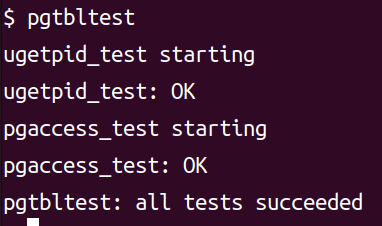 $ pgtbltest
ugetpid_test starting
ugetpid_test: OK
pgaccess_test starting
pgaccess_test: OK
pgtbltest: all tests succeeded